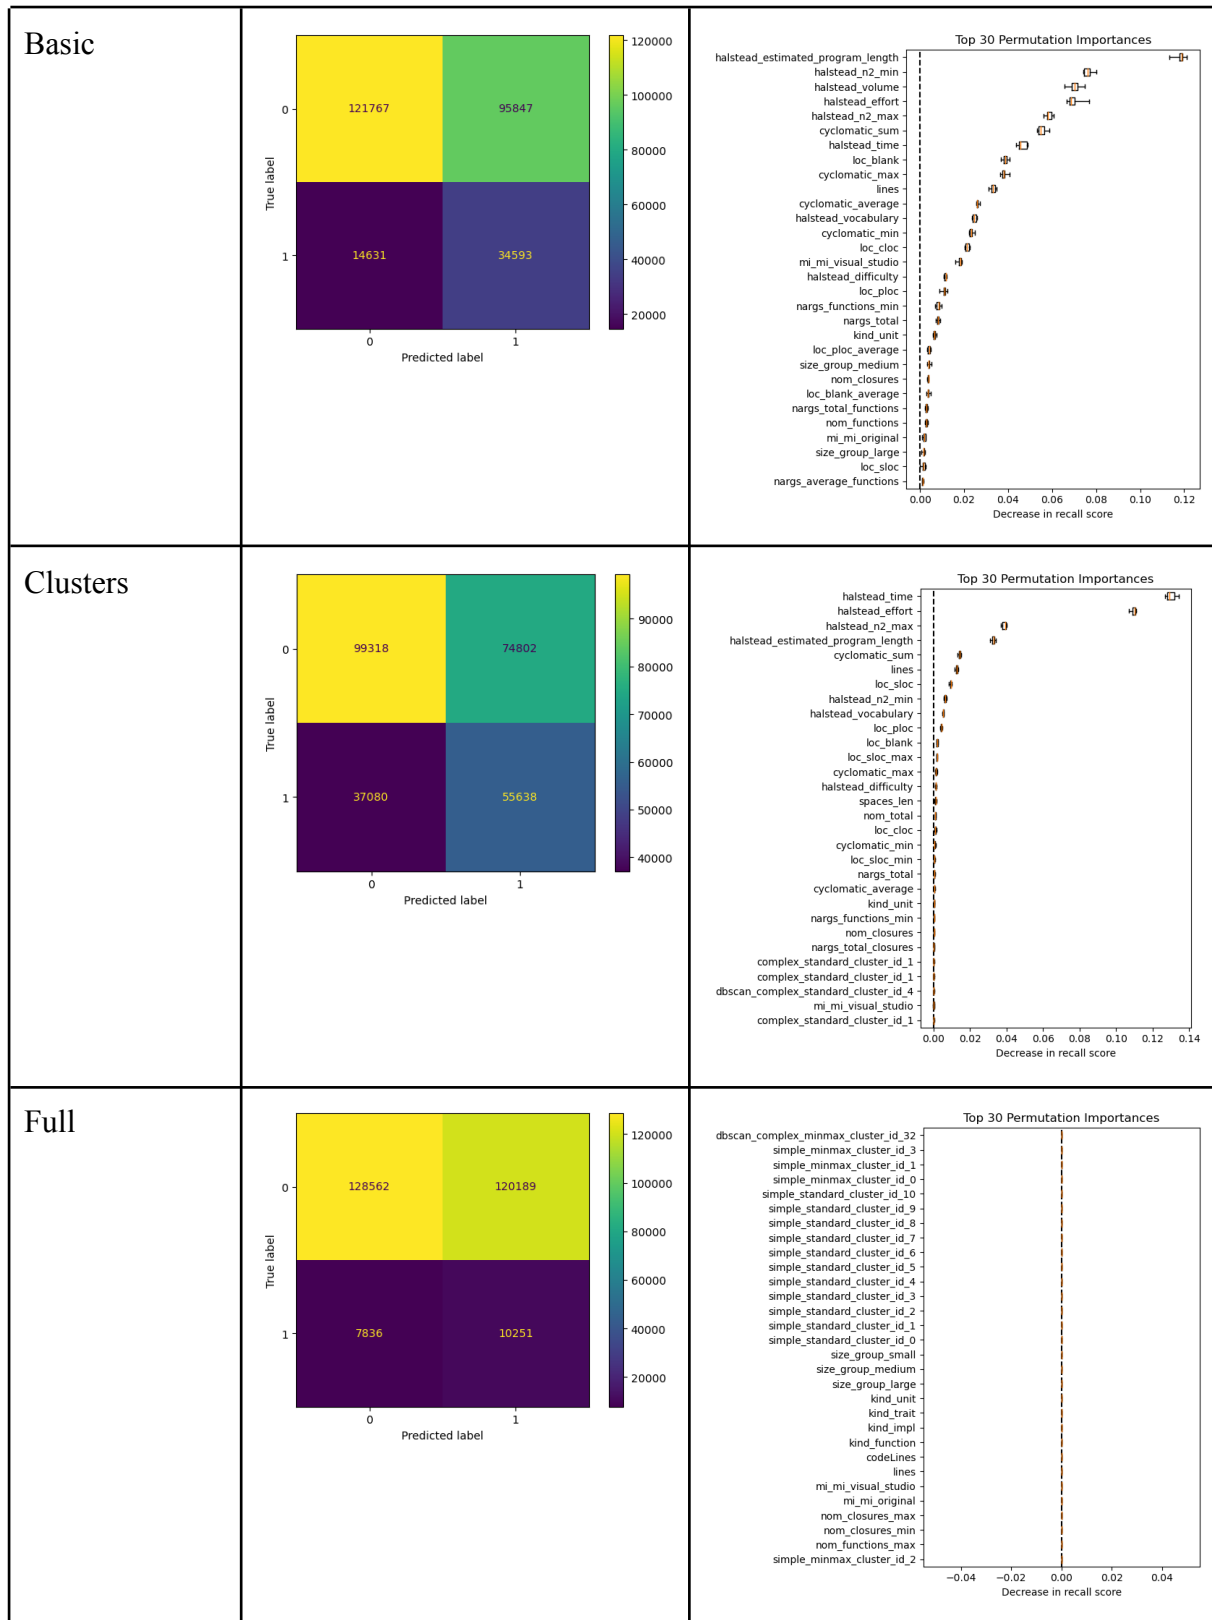 Basic
120000
100000
80000
60000
40000
20000
0
1
True label
121767
95847
14631
34593
0
1
Predicted label
Top 30 Permutation Importances
halstead_estimated_program_length
halstead_n2_min
halstead_volume
halstead_effort
halstead_n2_max
cyclomatic_sum
halstead_time
loc_blank
cyclomatic_max
lines
cyclomatic_average
halstead_vocabulary
cyclomatic_min
loc_cloc
mi_mi_visual_studio
halstead_difficulty
loc_ploc
nargs_functions_min
nargs_total
kind_unit
loc_ploc_average
size_group_medium
nom_closures
loc_blank_average
nargs_total_functions
nom_functions
mi_mi_original
size_group_large
loc_sloc
nargs_average_functions
0.00 0.02 0.04 0.06 0.08 0.10 0.12
Decrease in recall score
Clusters
90000
80000
70000
60000
50000
40000
0
1
True label
99318
74802
37080
55638
0
1
Predicted label
Top 30 Permutation Importances
halstead_time
halstead_effort
halstead_n2_max
halstead_estimated_program_length
cyclomatic_sum
lines
loc_sloc
halstead_n2_min
halstead_vocabulary
loc_ploc
loc_blank
loc_sloc_max
cyclomatic_max
halstead_difficulty
spaces_len
nom_total
loc_cloc
cyclomatic_min
loc_sloc_min
nargs_total
cyclomatic_average
kind_unit
nargs_functions_min
nom_closures
nargs_total_closures
complex_standard_cluster_id_1
complex_standard_cluster_id_1
dbscan_complex_standard_cluster_id_4
mi_mi_visual_studio
complex_standard_cluster_id_1
0.00 0.02 0.04 0.06 0.08 0.10 0.12 0.14
Decrease in recall score
Full
120000
100000
80000
60000
40000
20000
0
1
True label
128562
120189
7836
10251
0
1
Predicted label
Top 30 Permutation Importances
dbscan_complex_minmax_cluster_id_32
simple_minmax_cluster_id_3
simple_minmax_cluster_id_1
simple_minmax_cluster_id_0
simple_standard_cluster_id_10
simple_standard_cluster_id_9
simple_standard_cluster_id_8
simple_standard_cluster_id_7
simple_standard_cluster_id_6
simple_standard_cluster_id_5
simple_standard_cluster_id_4
simple_standard_cluster_id_3
simple_standard_cluster_id_2
simple_standard_cluster_id_1
simple_standard_cluster_id_0
size_group_small
size_group_medium
size_group_large
kind_unit
kind_trait
kind_impl
kind_function
codeLines
lines
mi_mi_visual_studio
mi_mi_original
nom_closures_max
nom_closures_min
nom_functions_max
simple_minmax_cluster_id_2
−0.04 −0.02 0.00 0.02 0.04
Decrease in recall score